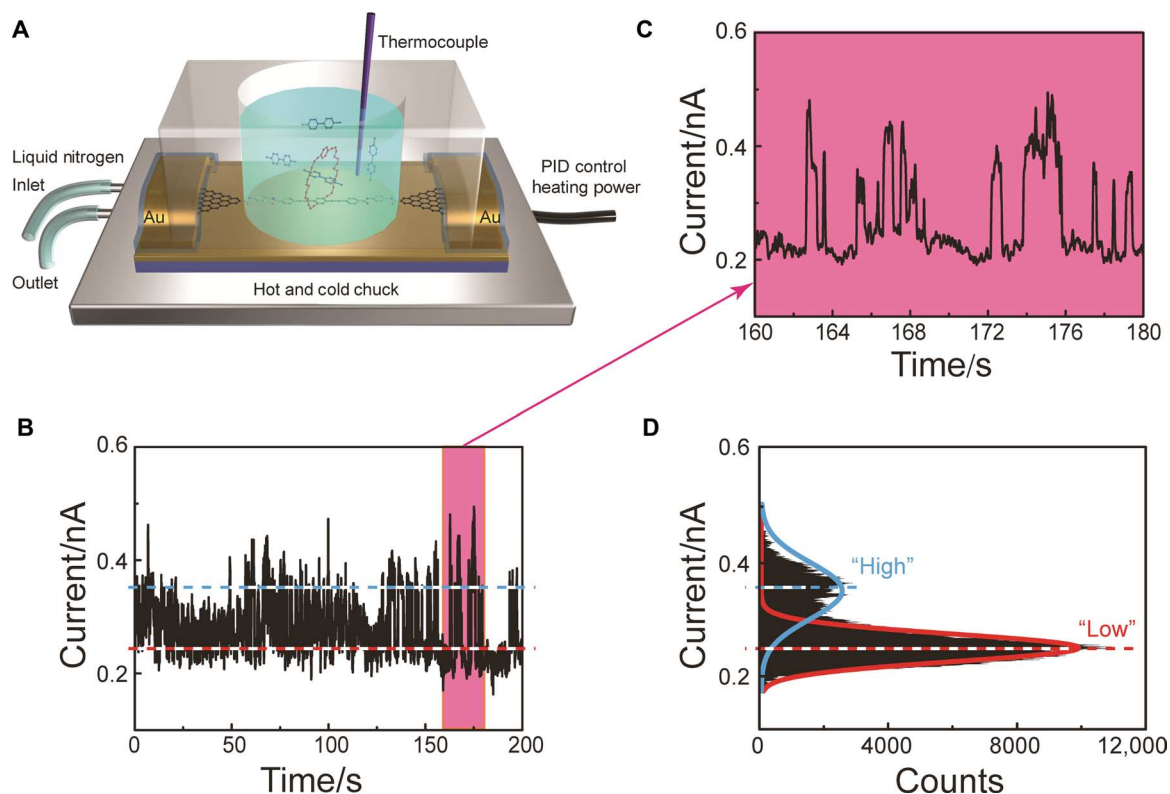 A
Thermocouple
Liquid nitrogen
Inlet
Au
Au
PID control
heating power
Outlet
Hot and cold chuck
C
Current/nA
0.6
0.4
0.2
160 164 168 172 176 180
Time/s
B
Current/nA
0.6
0.4
0.2
0 50 100 150 200
Time/s
D
Current/nA
0.6
0.4
0.2
“High”
“Low”
0 4000 8000 12,000
Counts